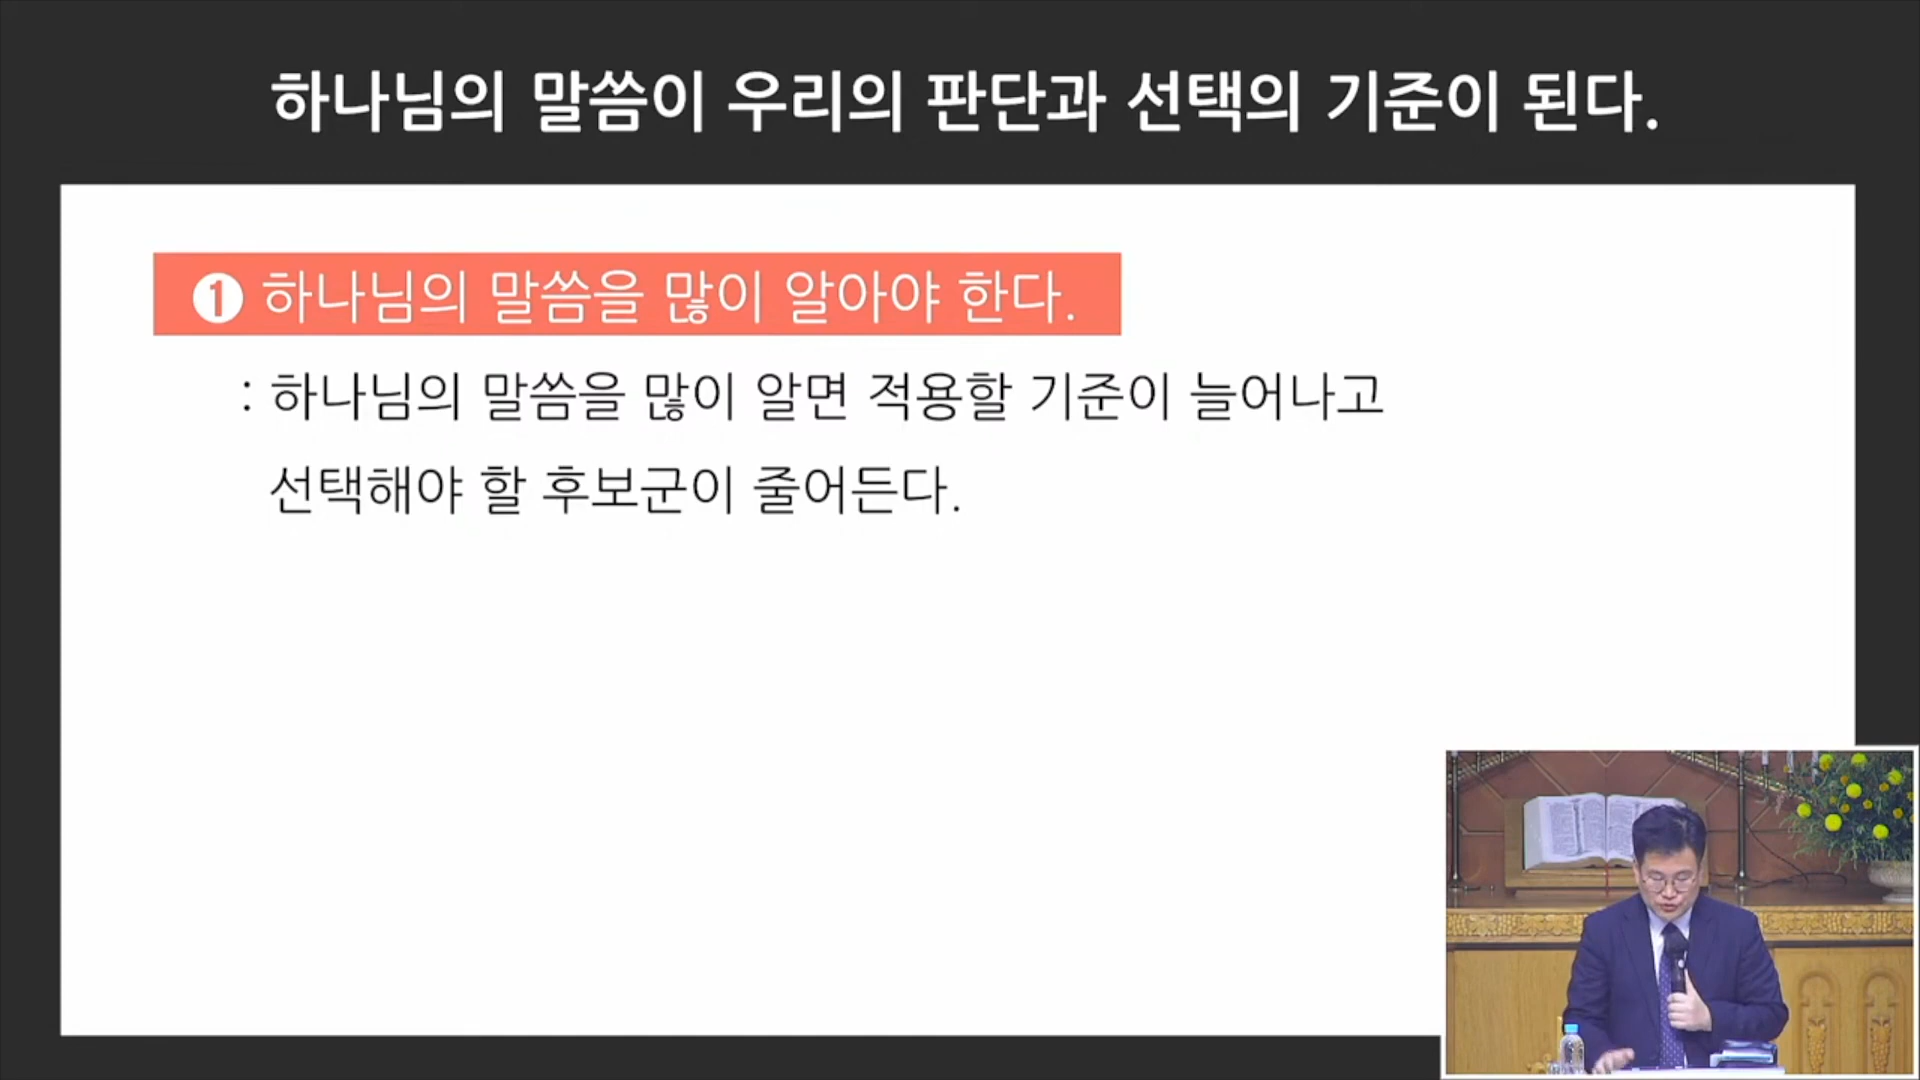 하나님의 말씀이 우리의 판단과 선택의 기준이 된다.
❶ 하나님의 말씀을 많이 알아야 한다.
: 하나님의 말씀을 많이 알면 적용할 기준이 늘어나고
선택해야 할 후보군이 줄어든다.